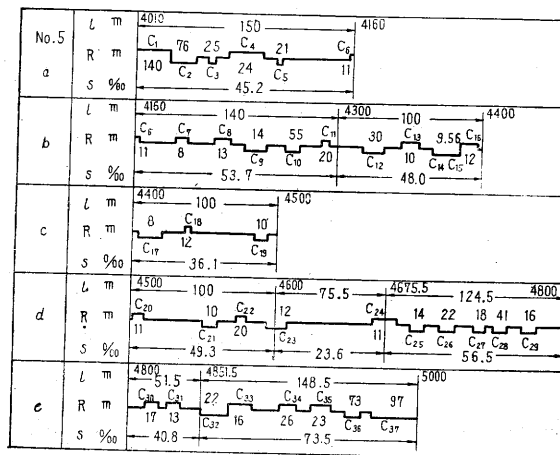 No.5
a
l m
4010
150
4160
R m
C₁ 76 25 C₄ 21 C₆
140 C₂ C₃ 24 C₅ 11
s ‰
45.2
b
l m
4160
140
4300
100
4400
R m
C₆ C₇ C₈ 14 55 C₁₁ 30 C₁₃ 9.56 C₁₆
11 8 13 C₉ C₁₀ 20 C₁₂ 10 C₁₄ C₁₅ 12
s ‰
53.7
48.0
c
l m
4400
100
4500
R m
8 C₁₈ 10
C₁₇ 12 C₁₉
s ‰
36.1
d
l m
4500
100
4600
75.5
4675.5
124.5
4800
R m
C₂₀ 10 C₂₂ 12 C₂₄ 14 22 18 41 16
11 C₂₁ 20 C₂₃ 11 C₂₅ C₂₆ C₂₇ C₂₈ C₂₉
s ‰
49.3
23.6
56.5
e
l m
4800
51.5
4851.5
148.5
5000
R m
C₃₀ C₃₁ 22 C₃₃ C₃₄ C₃₅ 73 97
17 13 C₃₂ 16 26 23 C₃₆ C₃₇
s ‰
40.8
73.5